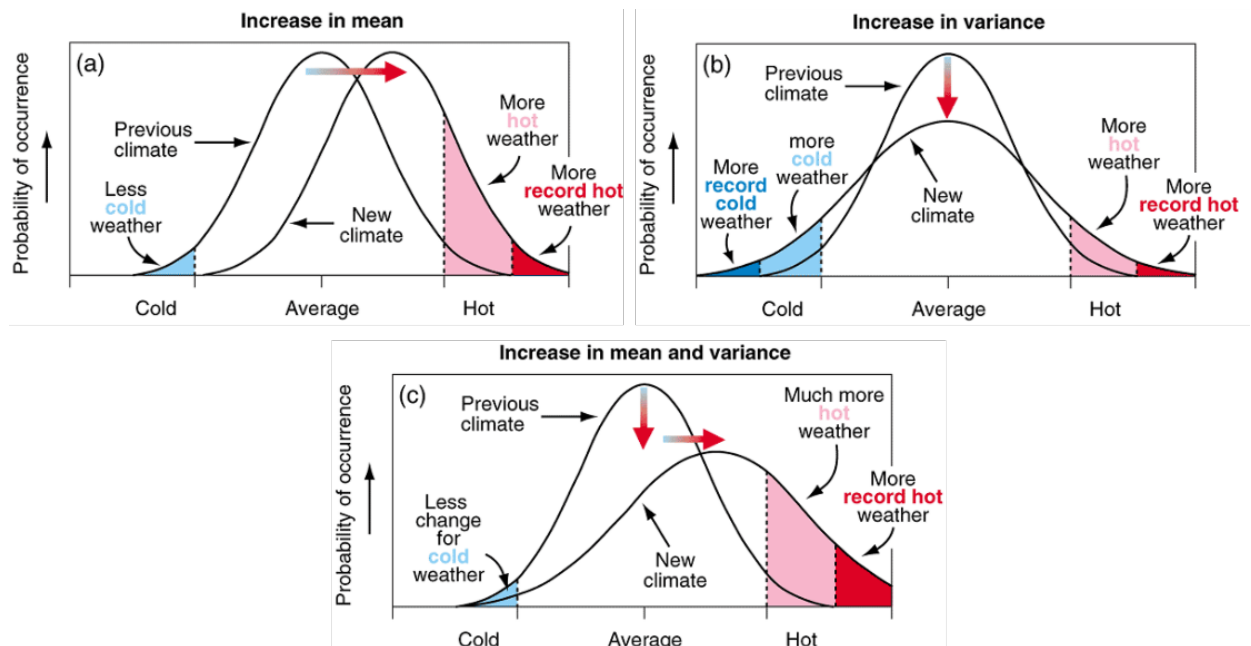 Increase in mean
(a)
Probability of occurrence
Previous
climate
Less
cold
weather
New
climate
More
hot
weather
More
record hot
weather
Cold
Average
Hot
Increase in variance
(b)
Probability of occurrence
Previous
climate
More
record
cold
weather
more
cold
weather
New
climate
More
hot
weather
More
record hot
weather
Cold
Average
Hot
Increase in mean and variance
(c)
Probability of occurrence
Previous
climate
Less
change
for
cold
weather
New
climate
Much more
hot
weather
More
record hot
weather
Cold
Average
Hot